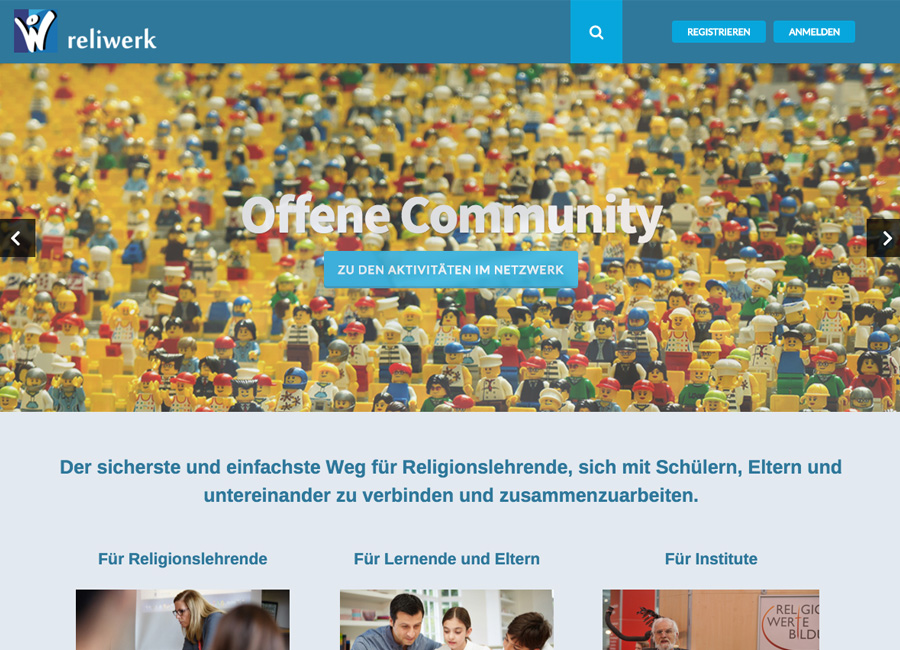 reliwerk
REGISTRIEREN
ANMELDEN
Offene Community
ZU DEN AKTIVITÄTEN IM NETZWERK
Der sicherste und einfachste Weg für Religionslehrende, sich mit Schülern, Eltern und
untereinander zu verbinden und zusammenzuarbeiten.
Für Religionslehrende
Für Lernende und Eltern
Für Institute
RELIGIO
WERTE
BILDU